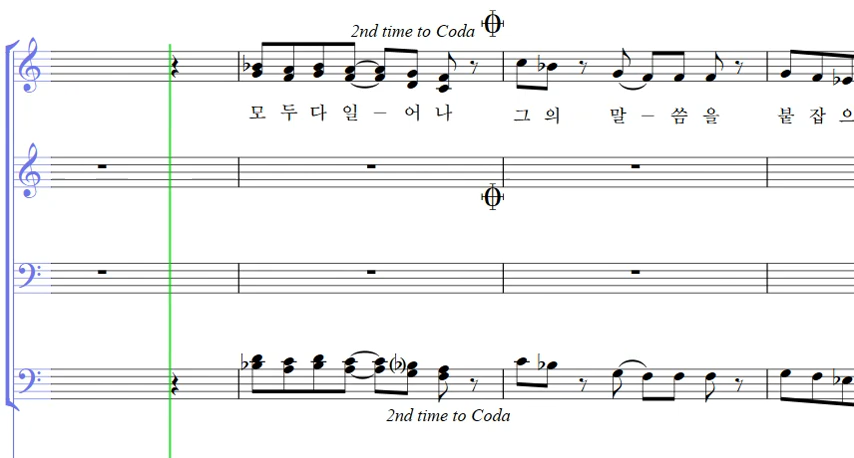 2nd time to Coda
모 두 다 일 – 어 나 그 의 말 – 씀 을 붙 잡 으
2nd time to Coda